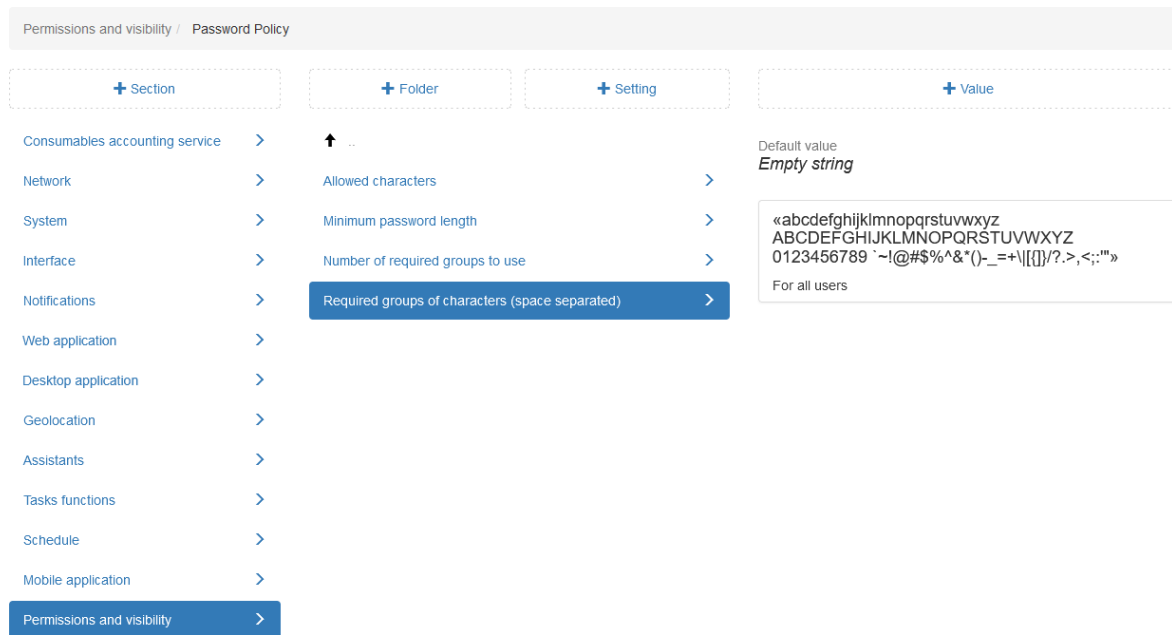 Permissions and visibility / Password Policy
+ Section
+ Folder
+ Setting
+ Value
Consumables accounting service
Network
System
Interface
Notifications
Web application
Desktop application
Geolocation
Assistants
Tasks functions
Schedule
Mobile application
Permissions and visibility
..
Allowed characters
Minimum password length
Number of required groups to use
Required groups of characters (space separated)
Default value
Empty string
«abcdefghijklmnopqrstuvwxyz
ABCDEFGHIJKLMNOPQRSTUVWXYZ
0123456789 `~!@#$%^&*()-_=+\|[{]}/?.>,<;:'"»
For all users